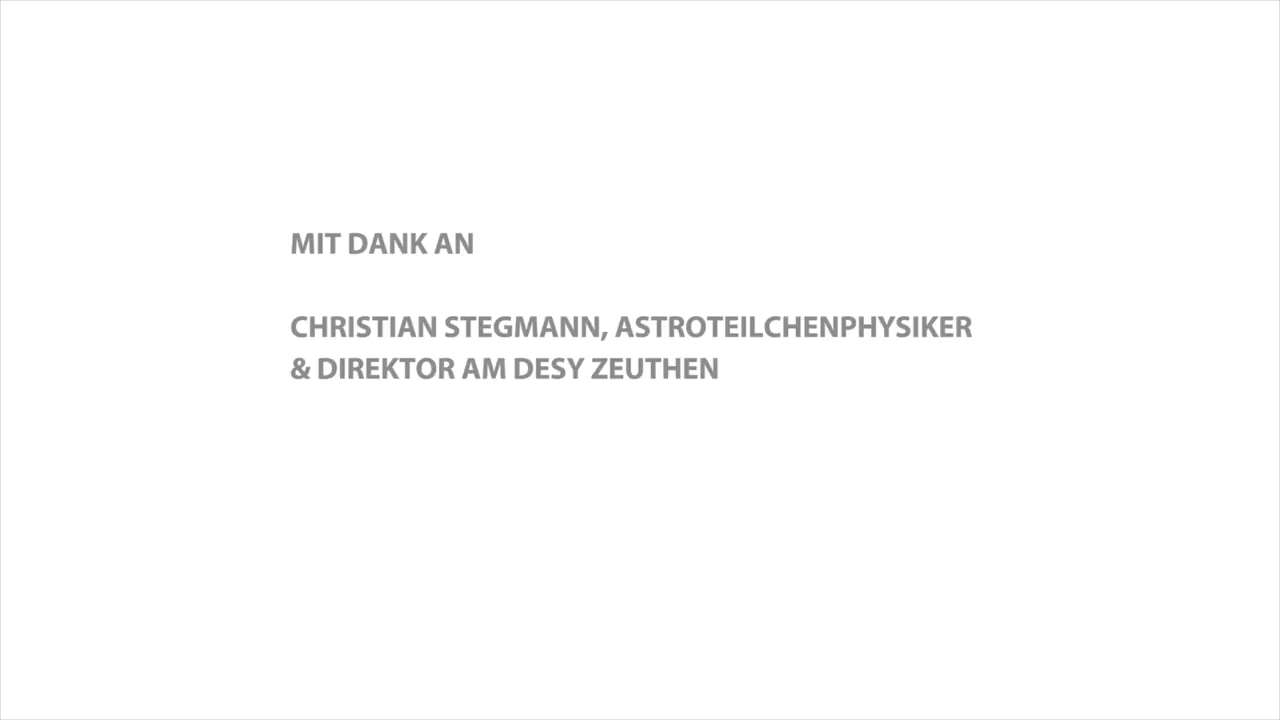 MIT DANK AN
CHRISTIAN STEGMANN, ASTROTEILCHENPHYSIKER
& DIREKTOR AM DESY ZEUTHEN